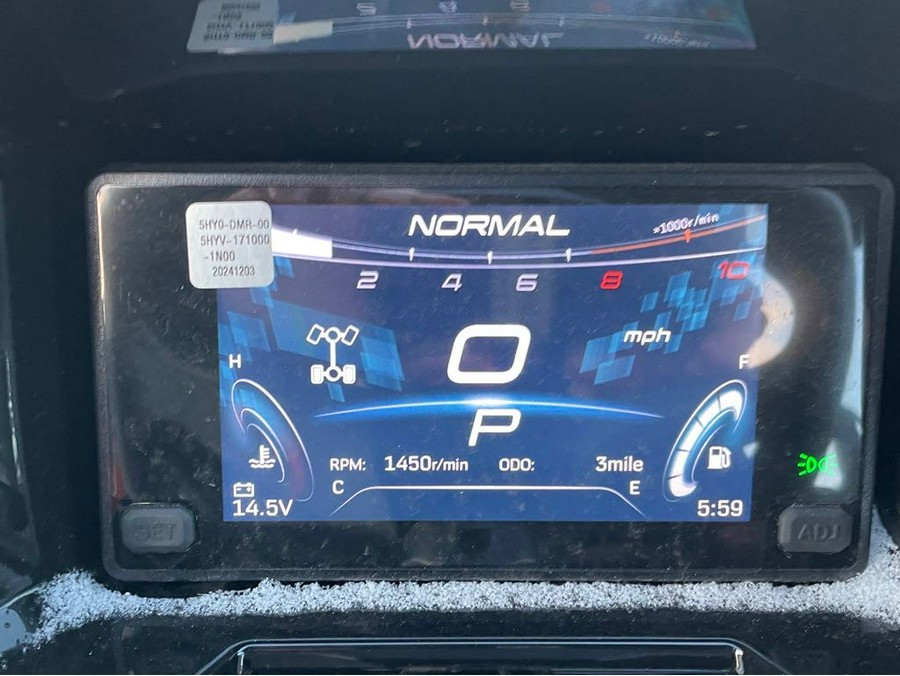 NORMAL
5HY0-DMR-00
5HYV-171000
-1N00
20241203
×1000r/min
2 4 6 8 10
0 mph
H F
P
RPM: 1450r/min ODO: 3mile
C E
14.5V 5:59
SET ADJ